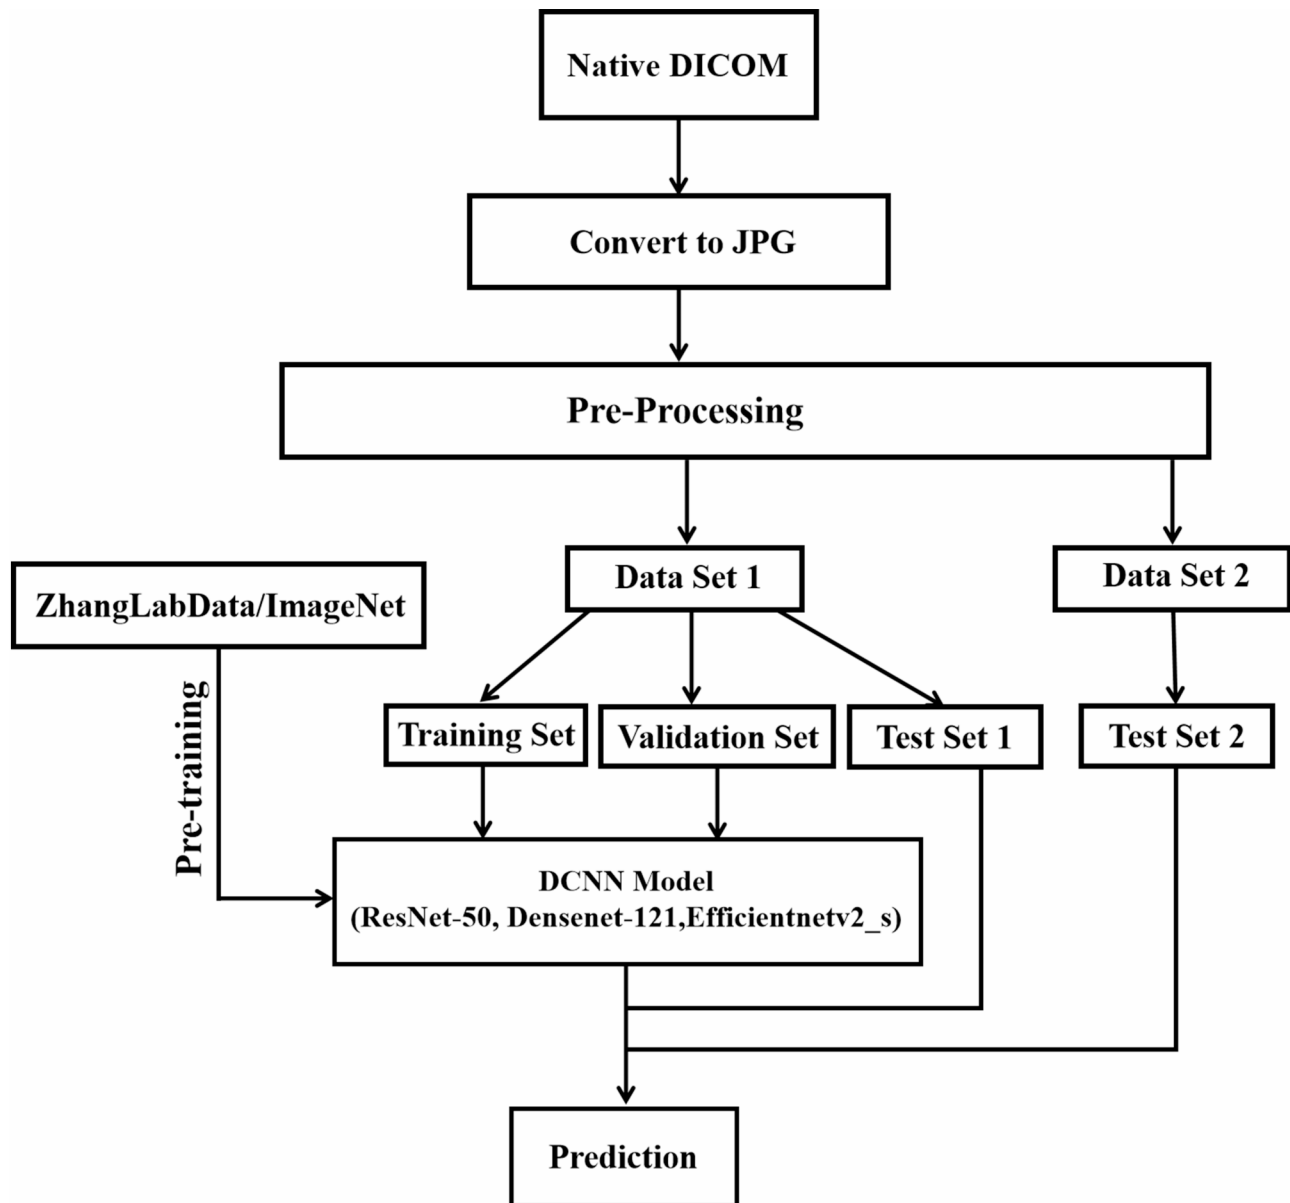 Native DICOM
Convert to JPG
Pre-Processing
Data Set 1
Data Set 2
ZhangLabData/ImageNet
Pre-training
Training Set
Validation Set
Test Set 1
Test Set 2
DCNN Model
(ResNet-50, Densenet-121,Efficientnetv2_s)
Prediction